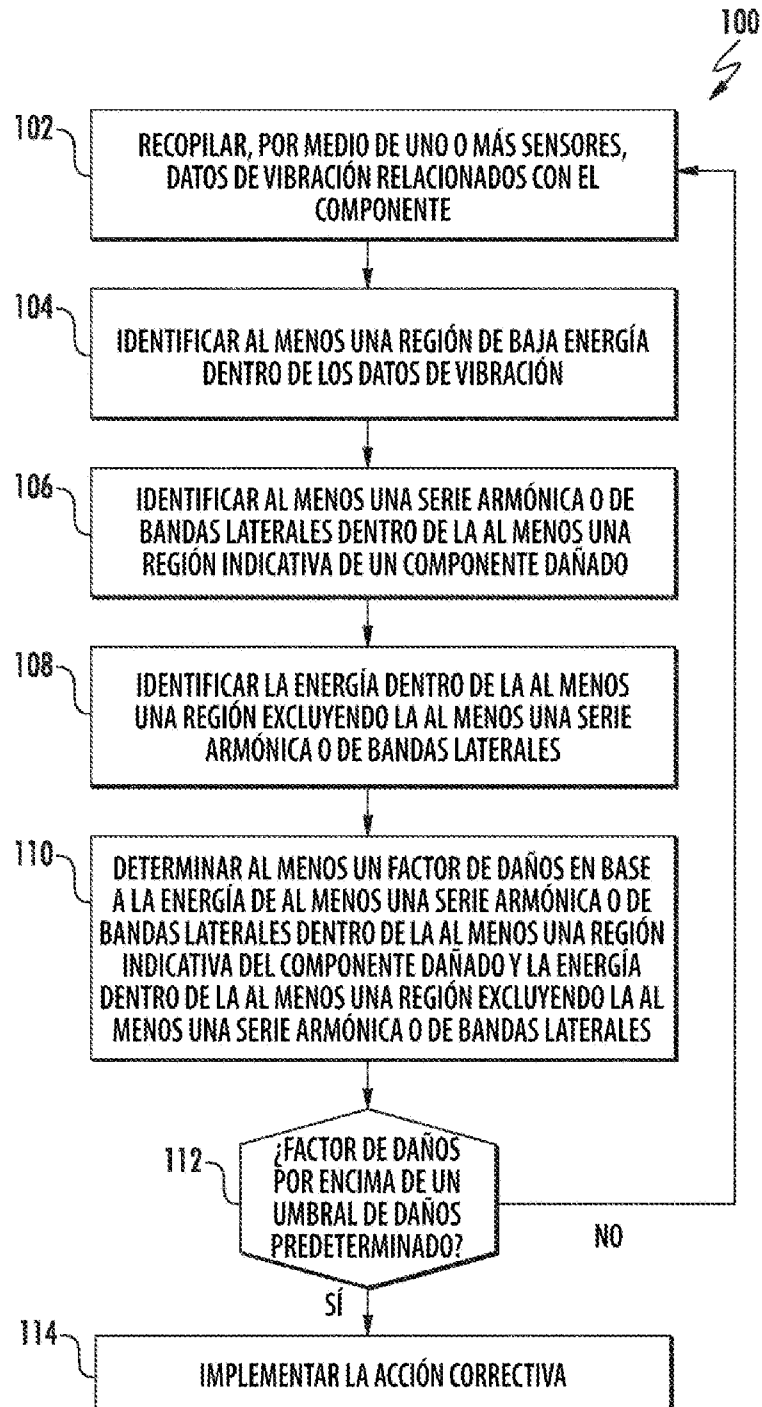 100
102
RECOPILAR, POR MEDIO DE UNO O MÁS SENSORES,
DATOS DE VIBRACIÓN RELACIONADOS CON EL
COMPONENTE
104
IDENTIFICAR AL MENOS UNA REGIÓN DE BAJA ENERGÍA
DENTRO DE LOS DATOS DE VIBRACIÓN
106
IDENTIFICAR AL MENOS UNA SERIE ARMÓNICA O DE
BANDAS LATERALES DENTRO DE LA AL MENOS UNA
REGIÓN INDICATIVA DE UN COMPONENTE DAÑADO
108
IDENTIFICAR LA ENERGÍA DENTRO DE LA AL MENOS
UNA REGIÓN EXCLUYENDO LA AL MENOS UNA SERIE
ARMÓNICA O DE BANDAS LATERALES
110
DETERMINAR AL MENOS UN FACTOR DE DAÑOS EN BASE
A LA ENERGÍA DE AL MENOS UNA SERIE ARMÓNICA O DE
BANDAS LATERALES DENTRO DE LA AL MENOS UNA REGIÓN
INDICATIVA DEL COMPONENTE DAÑADO Y LA ENERGÍA
DENTRO DE LA AL MENOS UNA REGIÓN EXCLUYENDO LA AL
MENOS UNA SERIE ARMÓNICA O DE BANDAS LATERALES
112
¿FACTOR DE DAÑOS
POR ENCIMA DE UN
UMBRAL DE DAÑOS
PREDETERMINADO?
NO
SÍ
114
IMPLEMENTAR LA ACCIÓN CORRECTIVA